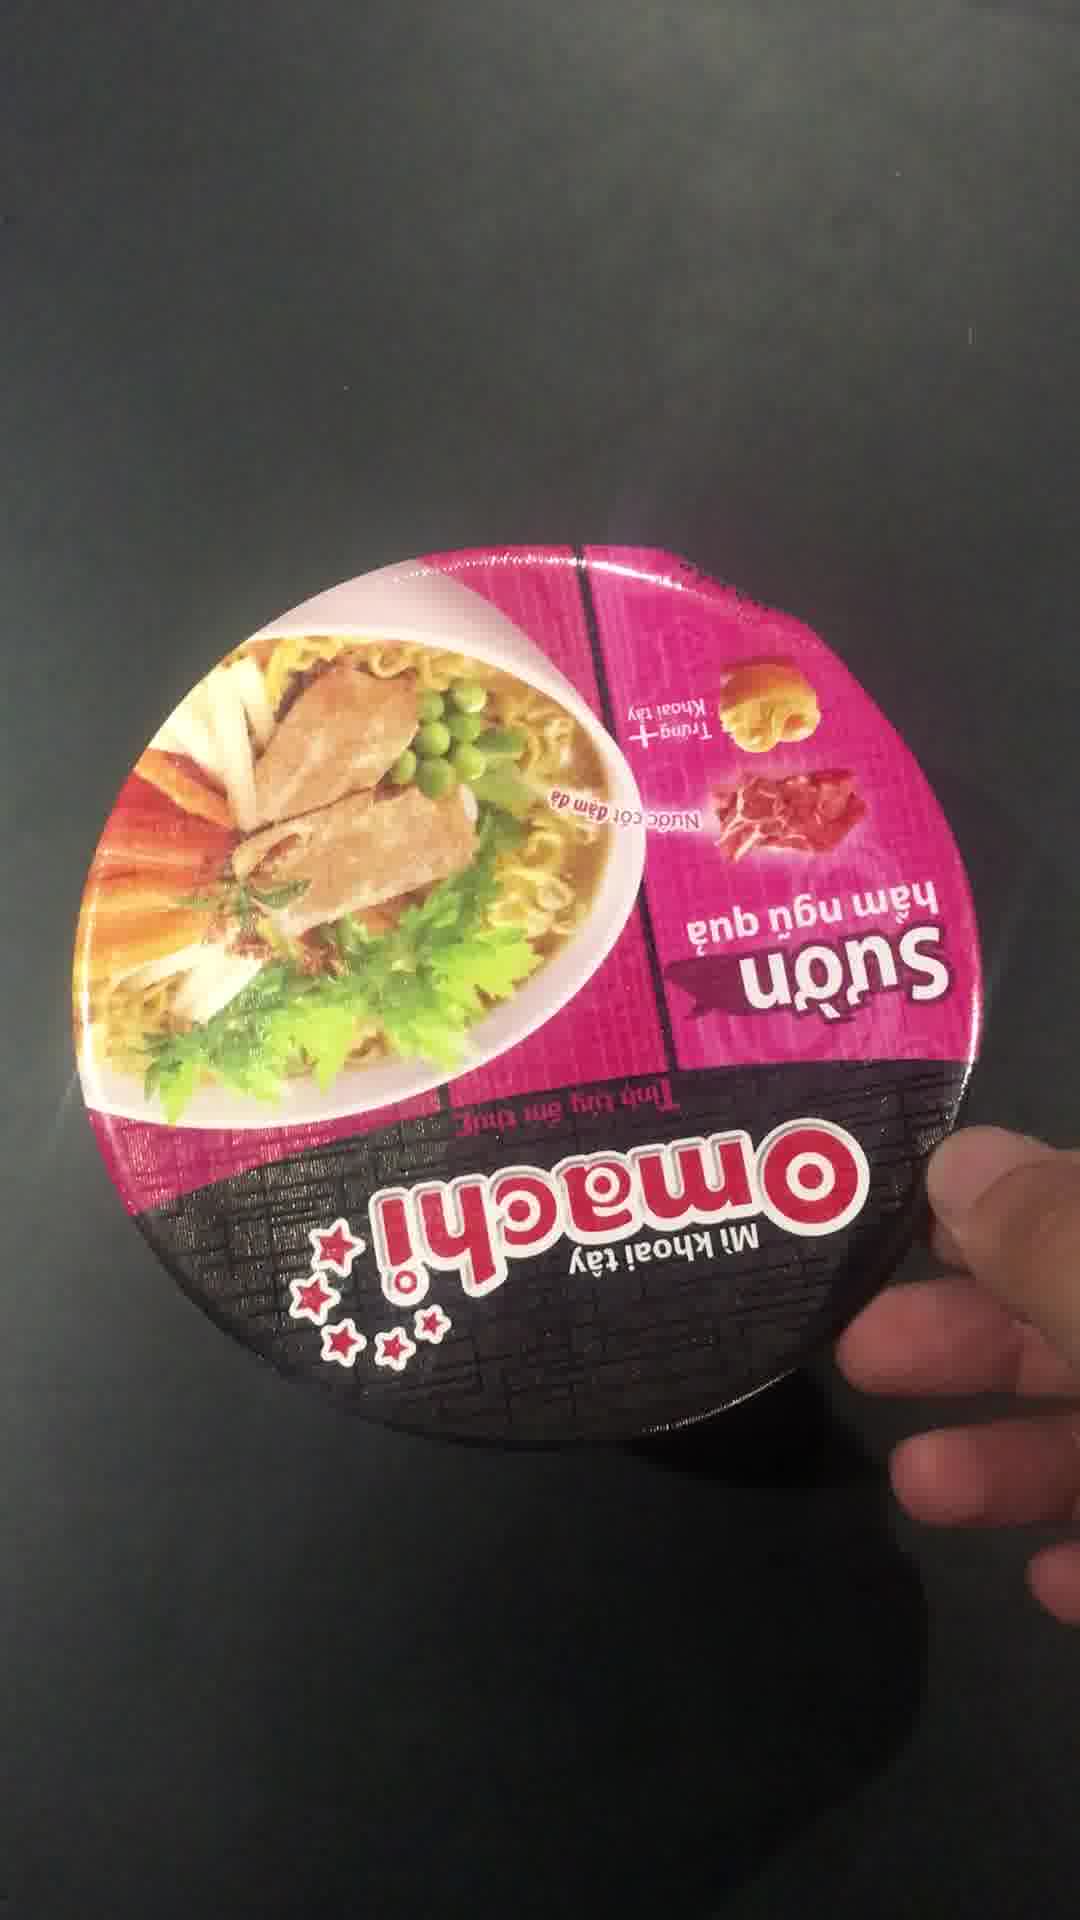 Mì khoai tây
Omachi
Tinh túy ẩm thực
Sườn
hầm ngũ quả
Nước cốt đậm đà
Trứng +
Khoai tây